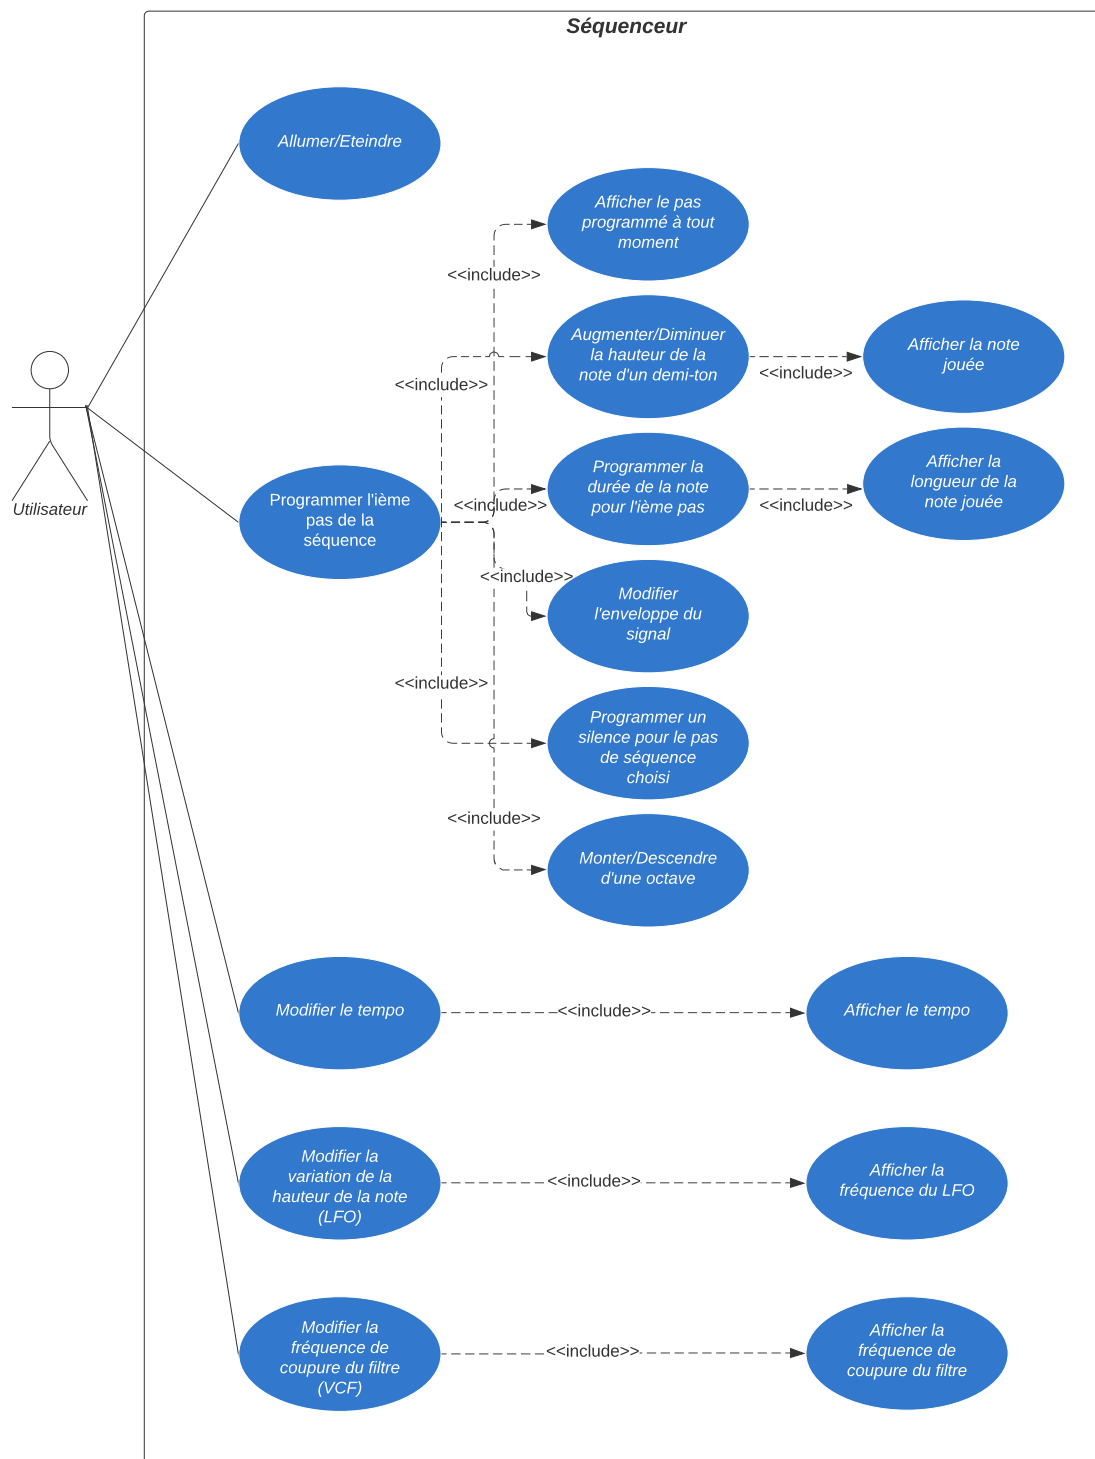 Séquenceur
Allumer/Eteindre
Afficher le pas
programmé à tout
moment
<<include>>
Augmenter/Diminuer
la hauteur de la
note d'un demi-ton
<<include>>
Afficher la note
jouée
<<include>>
Utilisateur
Programmer l'ième
pas de la
séquence
<<include>>
Programmer la
durée de la note
pour l'ième pas
<<include>>
Afficher la
longueur de la
note jouée
<<include>>
Modifier
l'enveloppe du
signal
<<include>>
Programmer un
silence pour le pas
de séquence
choisi
<<include>>
Monter/Descendre
d'une octave
Modifier le tempo
<<include>>
Afficher le tempo
Modifier la
variation de la
hauteur de la note
(LFO)
<<include>>
Afficher la
fréquence du LFO
Modifier la
fréquence de
coupure du filtre
(VCF)
<<include>>
Afficher la
fréquence de
coupure du filtre